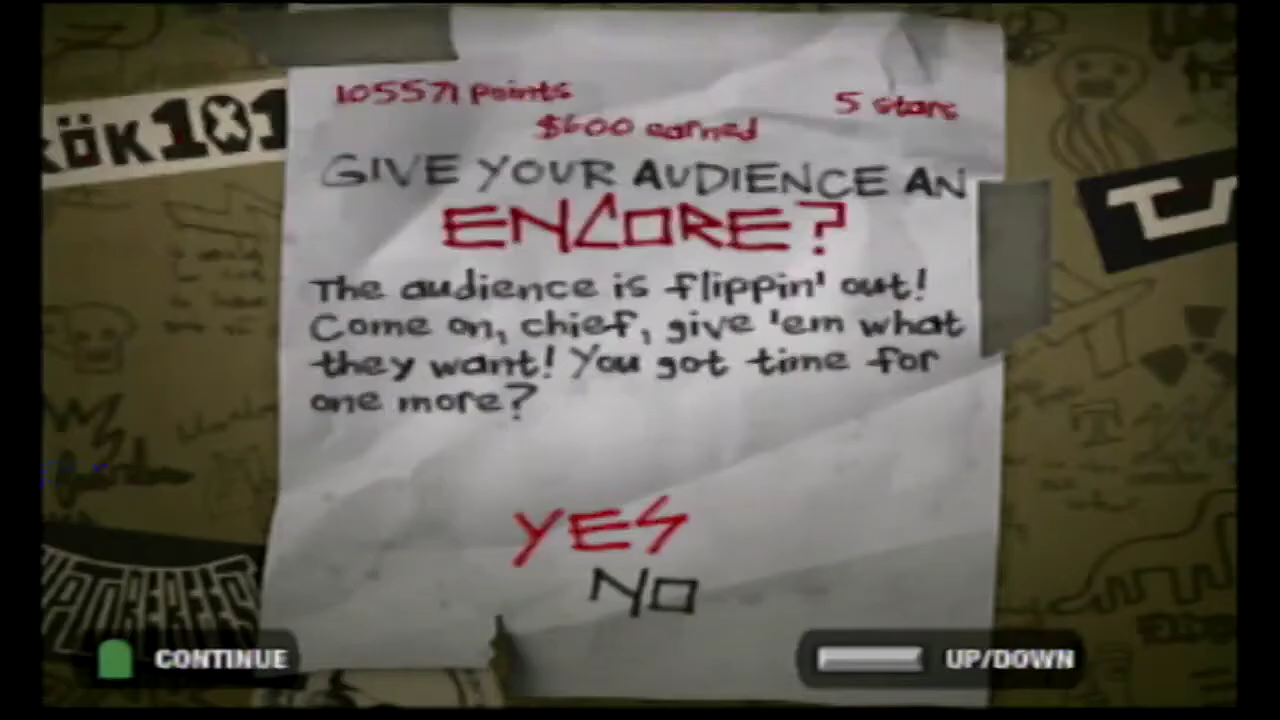 105571 points
5 stars
$600 earned
GIVE YOUR AUDIENCE AN
ENCORE?
The audience is flippin' out!
Come on, chief, give 'em what
they want! You got time for
one more?
KÖK101
YES
NO
CONTINUE
UP/DOWN